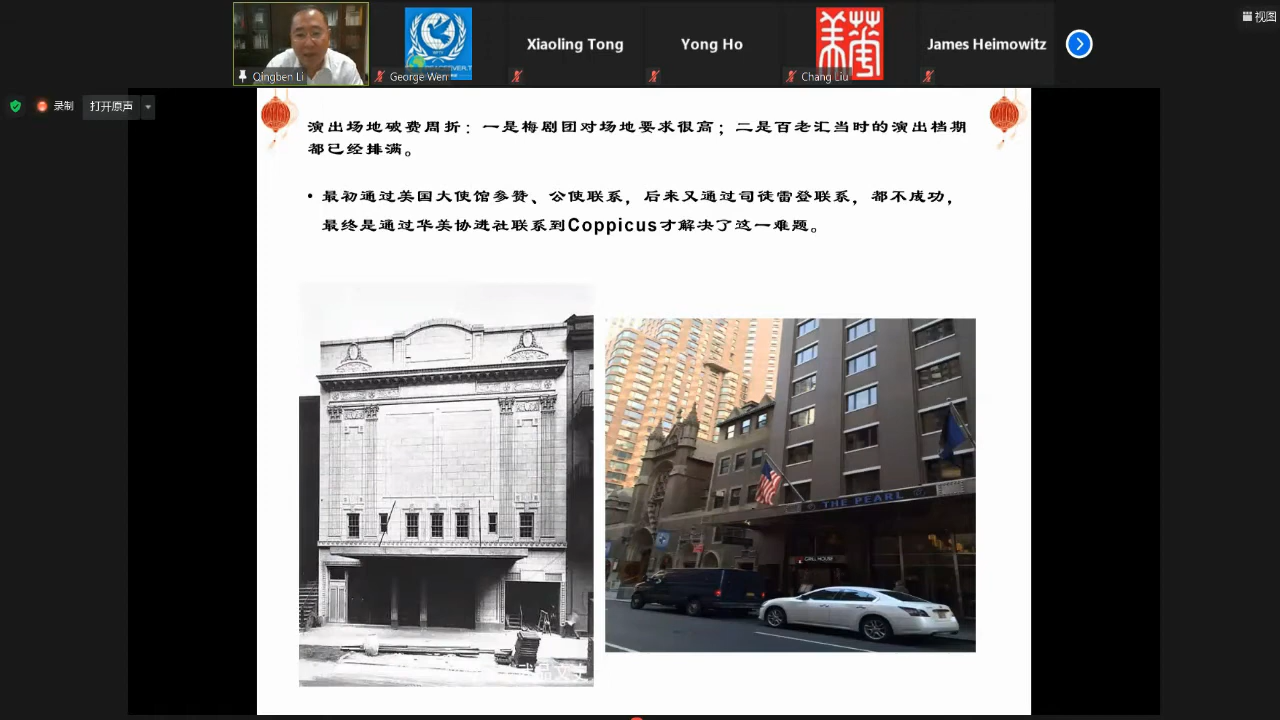 视图
Qingben Li
George Wen
Xiaoling Tong
Yong Ho
美華
Chang Liu
James Heimowitz
录制
打开原声
演出场地破费周折：一是梅剧团对场地要求很高；二是百老汇当时的演出档期
都已经排满。
• 最初通过美国大使馆参赞、公使联系，后来又通过司徒雷登联系，都不成功，
最终是通过华美协进社联系到Coppicus才解决了这一难题。
THE PEARL
GRILL HOUSE